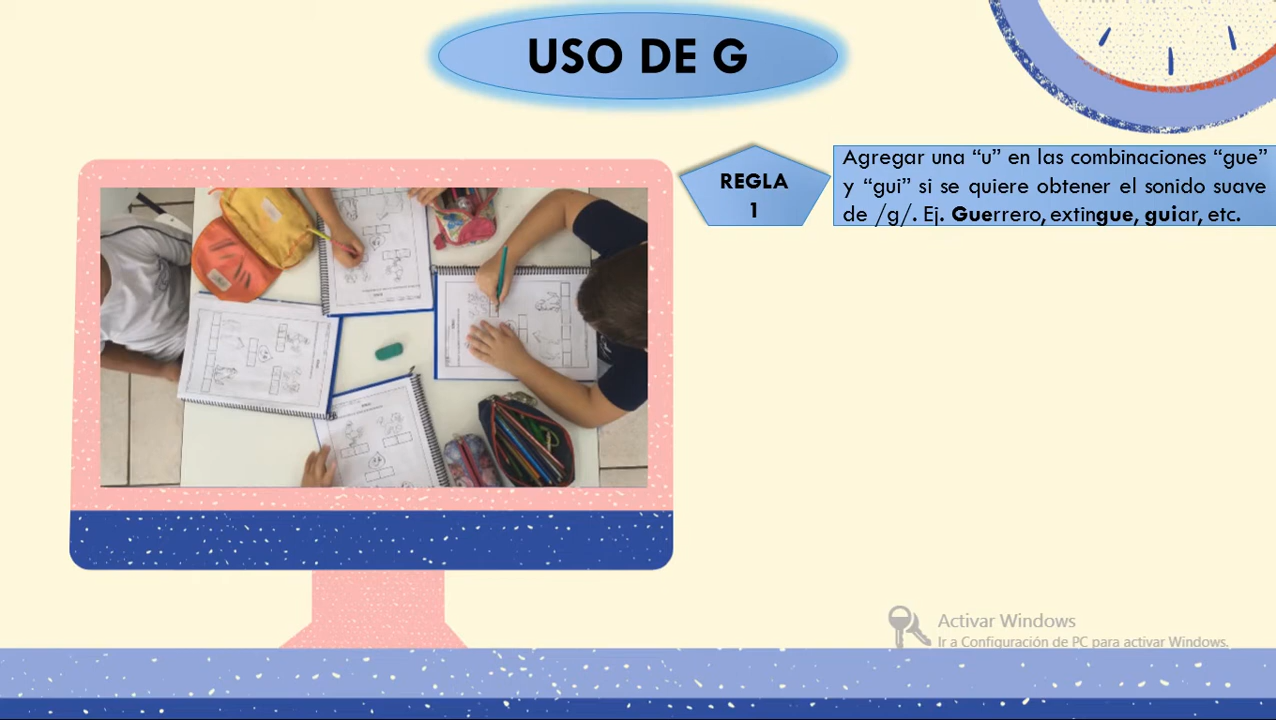 USO DE G
REGLA
1
Agregar una “u” en las combinaciones “gue”
y “gui” si se quiere obtener el sonido suave
de /g/. Ej. Guerrero, extingue, guiar, etc.
Activar Windows
Ir a Configuración de PC para activar Windows.